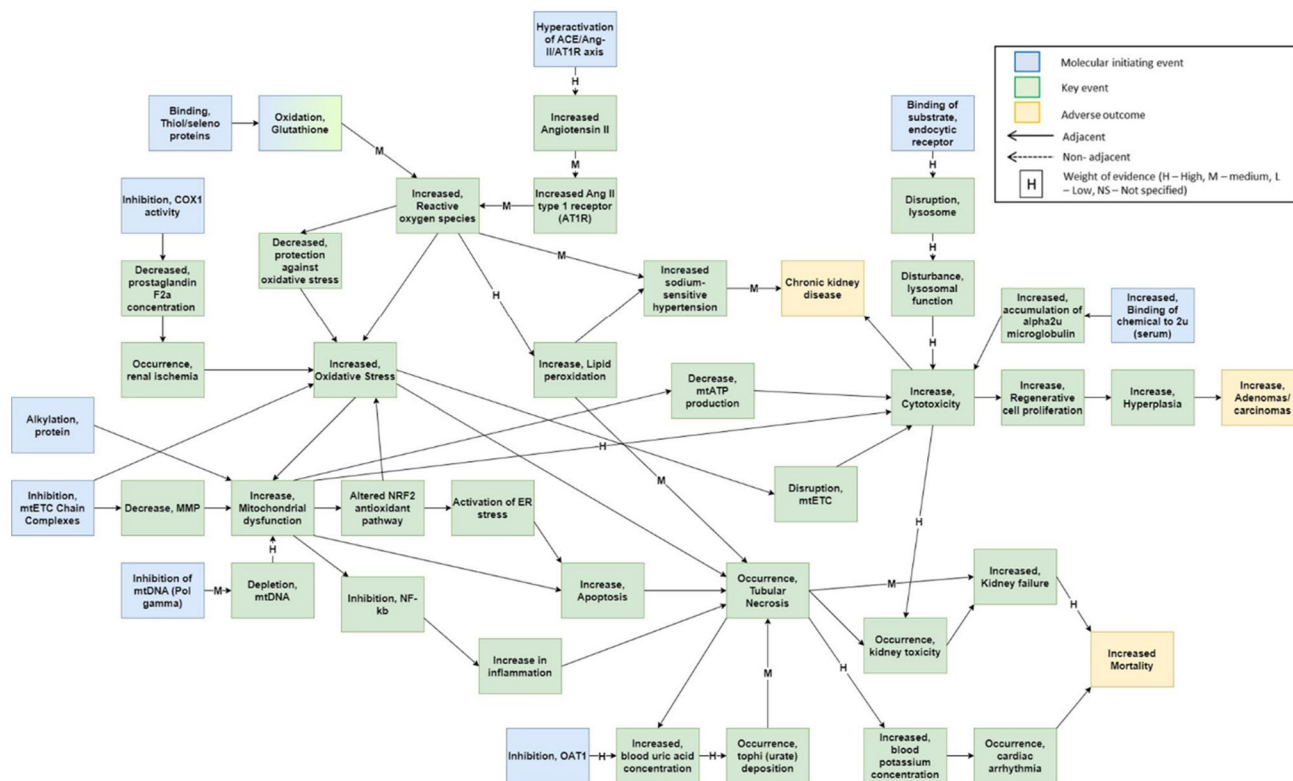 Hyperactivation of ACE/Ang-
II/AT1R axis
H
Increased
Angiotensin II
M
Increased Ang II
type 1 receptor
(AT1R)
M
Binding,
Thiol/seleno
proteins
Oxidation,
Glutathione
M
Increased,
Reactive
oxygen species
Inhibition, COX1
activity
Decreased,
prostaglandin
F2a
concentration
Occurrence,
renal ischemia
Decreased,
protection
against
oxidative stress
M
H
Increased
sodium-
sensitive
hypertension
M
Chronic kidney
disease
Increased,
Oxidative Stress
Increase, Lipid
peroxidation
Binding of
substrate,
endocytic
receptor
H
Disruption,
lysosome
H
Disturbance,
lysosomal
function
H
Increased,
accumulation of
alpha2u
microglobulin
Increased,
Binding of
chemical to 2u
(serum)
Decrease,
mtATP
production
Increase,
Cytotoxicity
Increase,
Regenerative
cell proliferation
Increase,
Hyperplasia
Increase,
Adenomas/
carcinomas
Alkylation,
protein
H
M
H
Disruption,
mtETC
Inhibition,
mtETC Chain
Complexes
Decrease, MMP
Increase,
Mitochondrial
dysfunction
Altered NRF2
antioxidant
pathway
Activation of ER
stress
H
Inhibition of
mtDNA (Pol
gamma)
M
Depletion,
mtDNA
Inhibition, NF-
kb
Increase,
Apoptosis
Occurrence,
Tubular
Necrosis
M
Increased,
Kidney failure
H
Increase in
inflammation
M
H
Occurrence,
kidney toxicity
Increased
Mortality
Inhibition, OAT1
H
Increased,
blood uric acid
concentration
H
Occurrence,
tophi (urate)
deposition
Increased,
blood
potassium
concentration
Occurrence,
cardiac
arrhythmia
Molecular initiating event
Key event
Adverse outcome
Adjacent
Non- adjacent
H
Weight of evidence (H – High, M – medium, L
– Low, NS – Not specified)